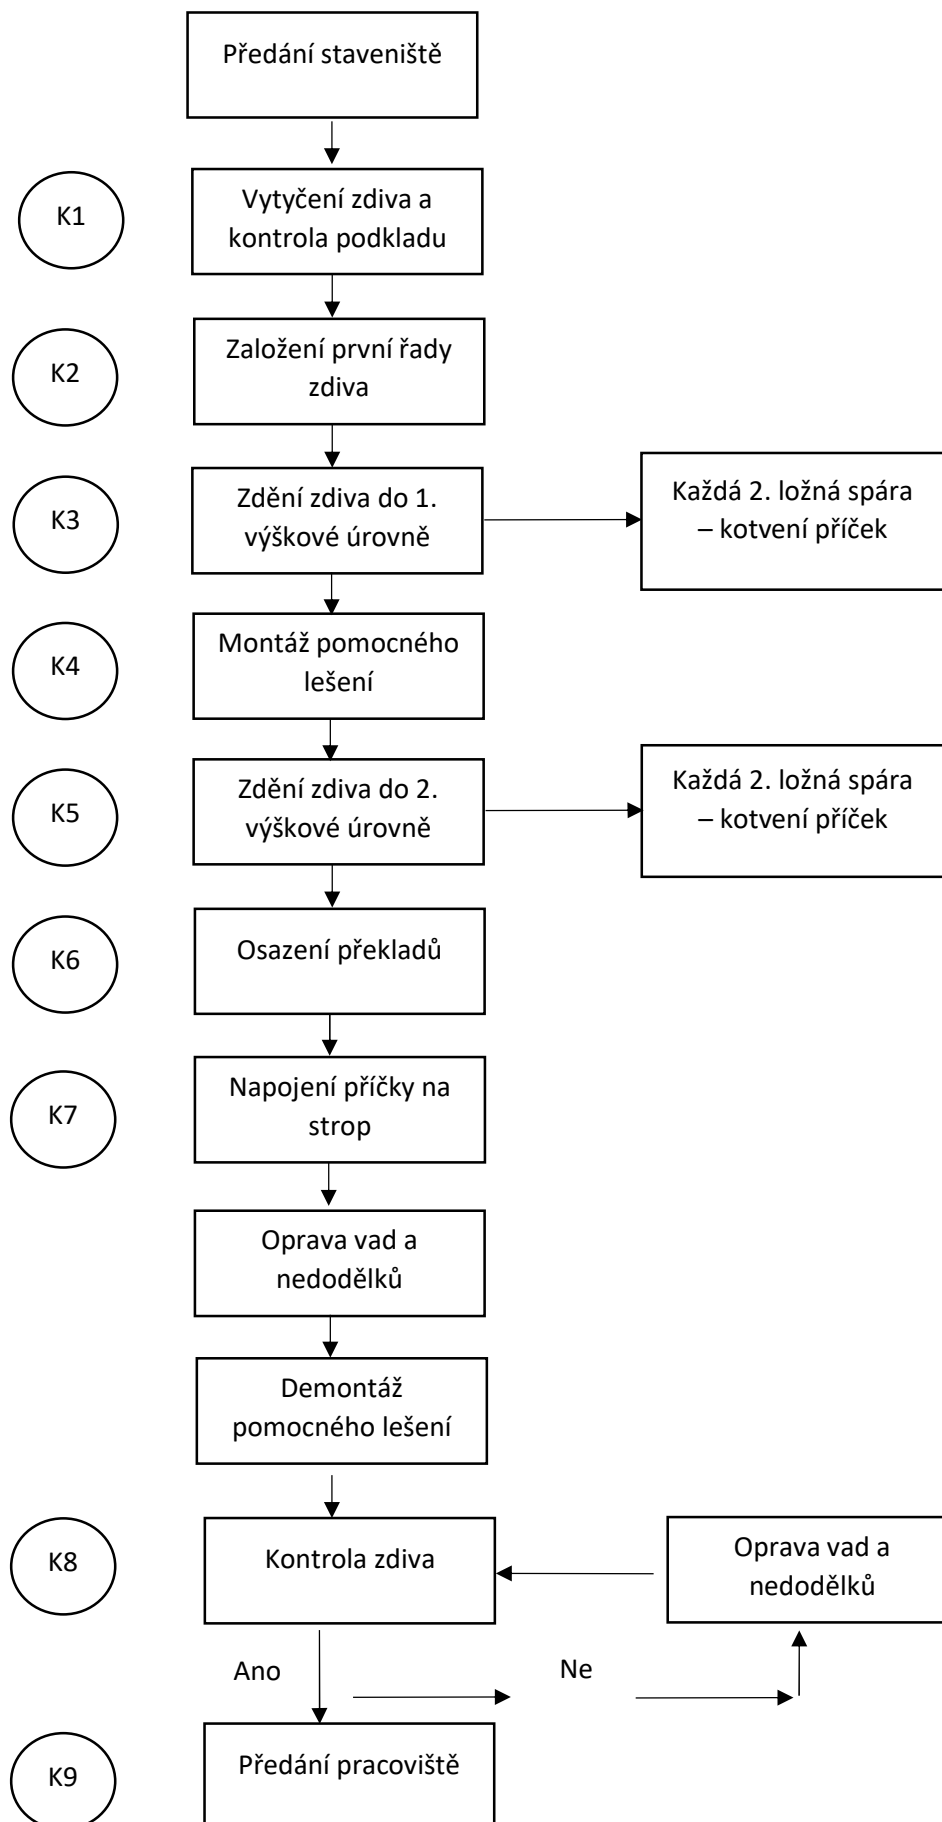 Předání staveniště
K1
Vytyčení zdiva a
kontrola podkladu
K2
Založení první řady
zdiva
K3
Zdění zdiva do 1.
výškové úrovně
Každá 2. ložná spára
– kotvení příček
K4
Montáž pomocného
lešení
K5
Zdění zdiva do 2.
výškové úrovně
Každá 2. ložná spára
– kotvení příček
K6
Osazení překladů
K7
Napojení příčky na
strop
Oprava vad a
nedodělků
Demontáž
pomocného lešení
K8
Kontrola zdiva
Oprava vad a
nedodělků
Ano
Ne
K9
Předání pracoviště